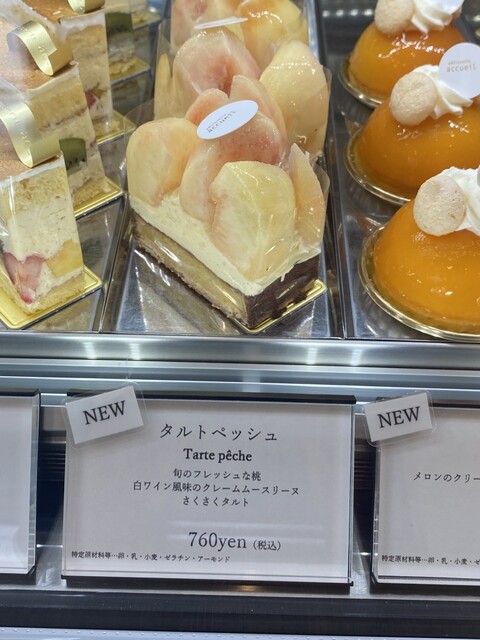 accueil
NEW
タルトペッシュ
Tarte pêche
旬のフレッシュな桃
白ワイン風味のクレームムースリーヌ
さくさくタルト
760yen (税込)
特定原材料等…卵・乳・小麦・ゼラチン・アーモンド
NEW
メロンのクリー
特定原材料等…卵・乳・小麦・ゼ